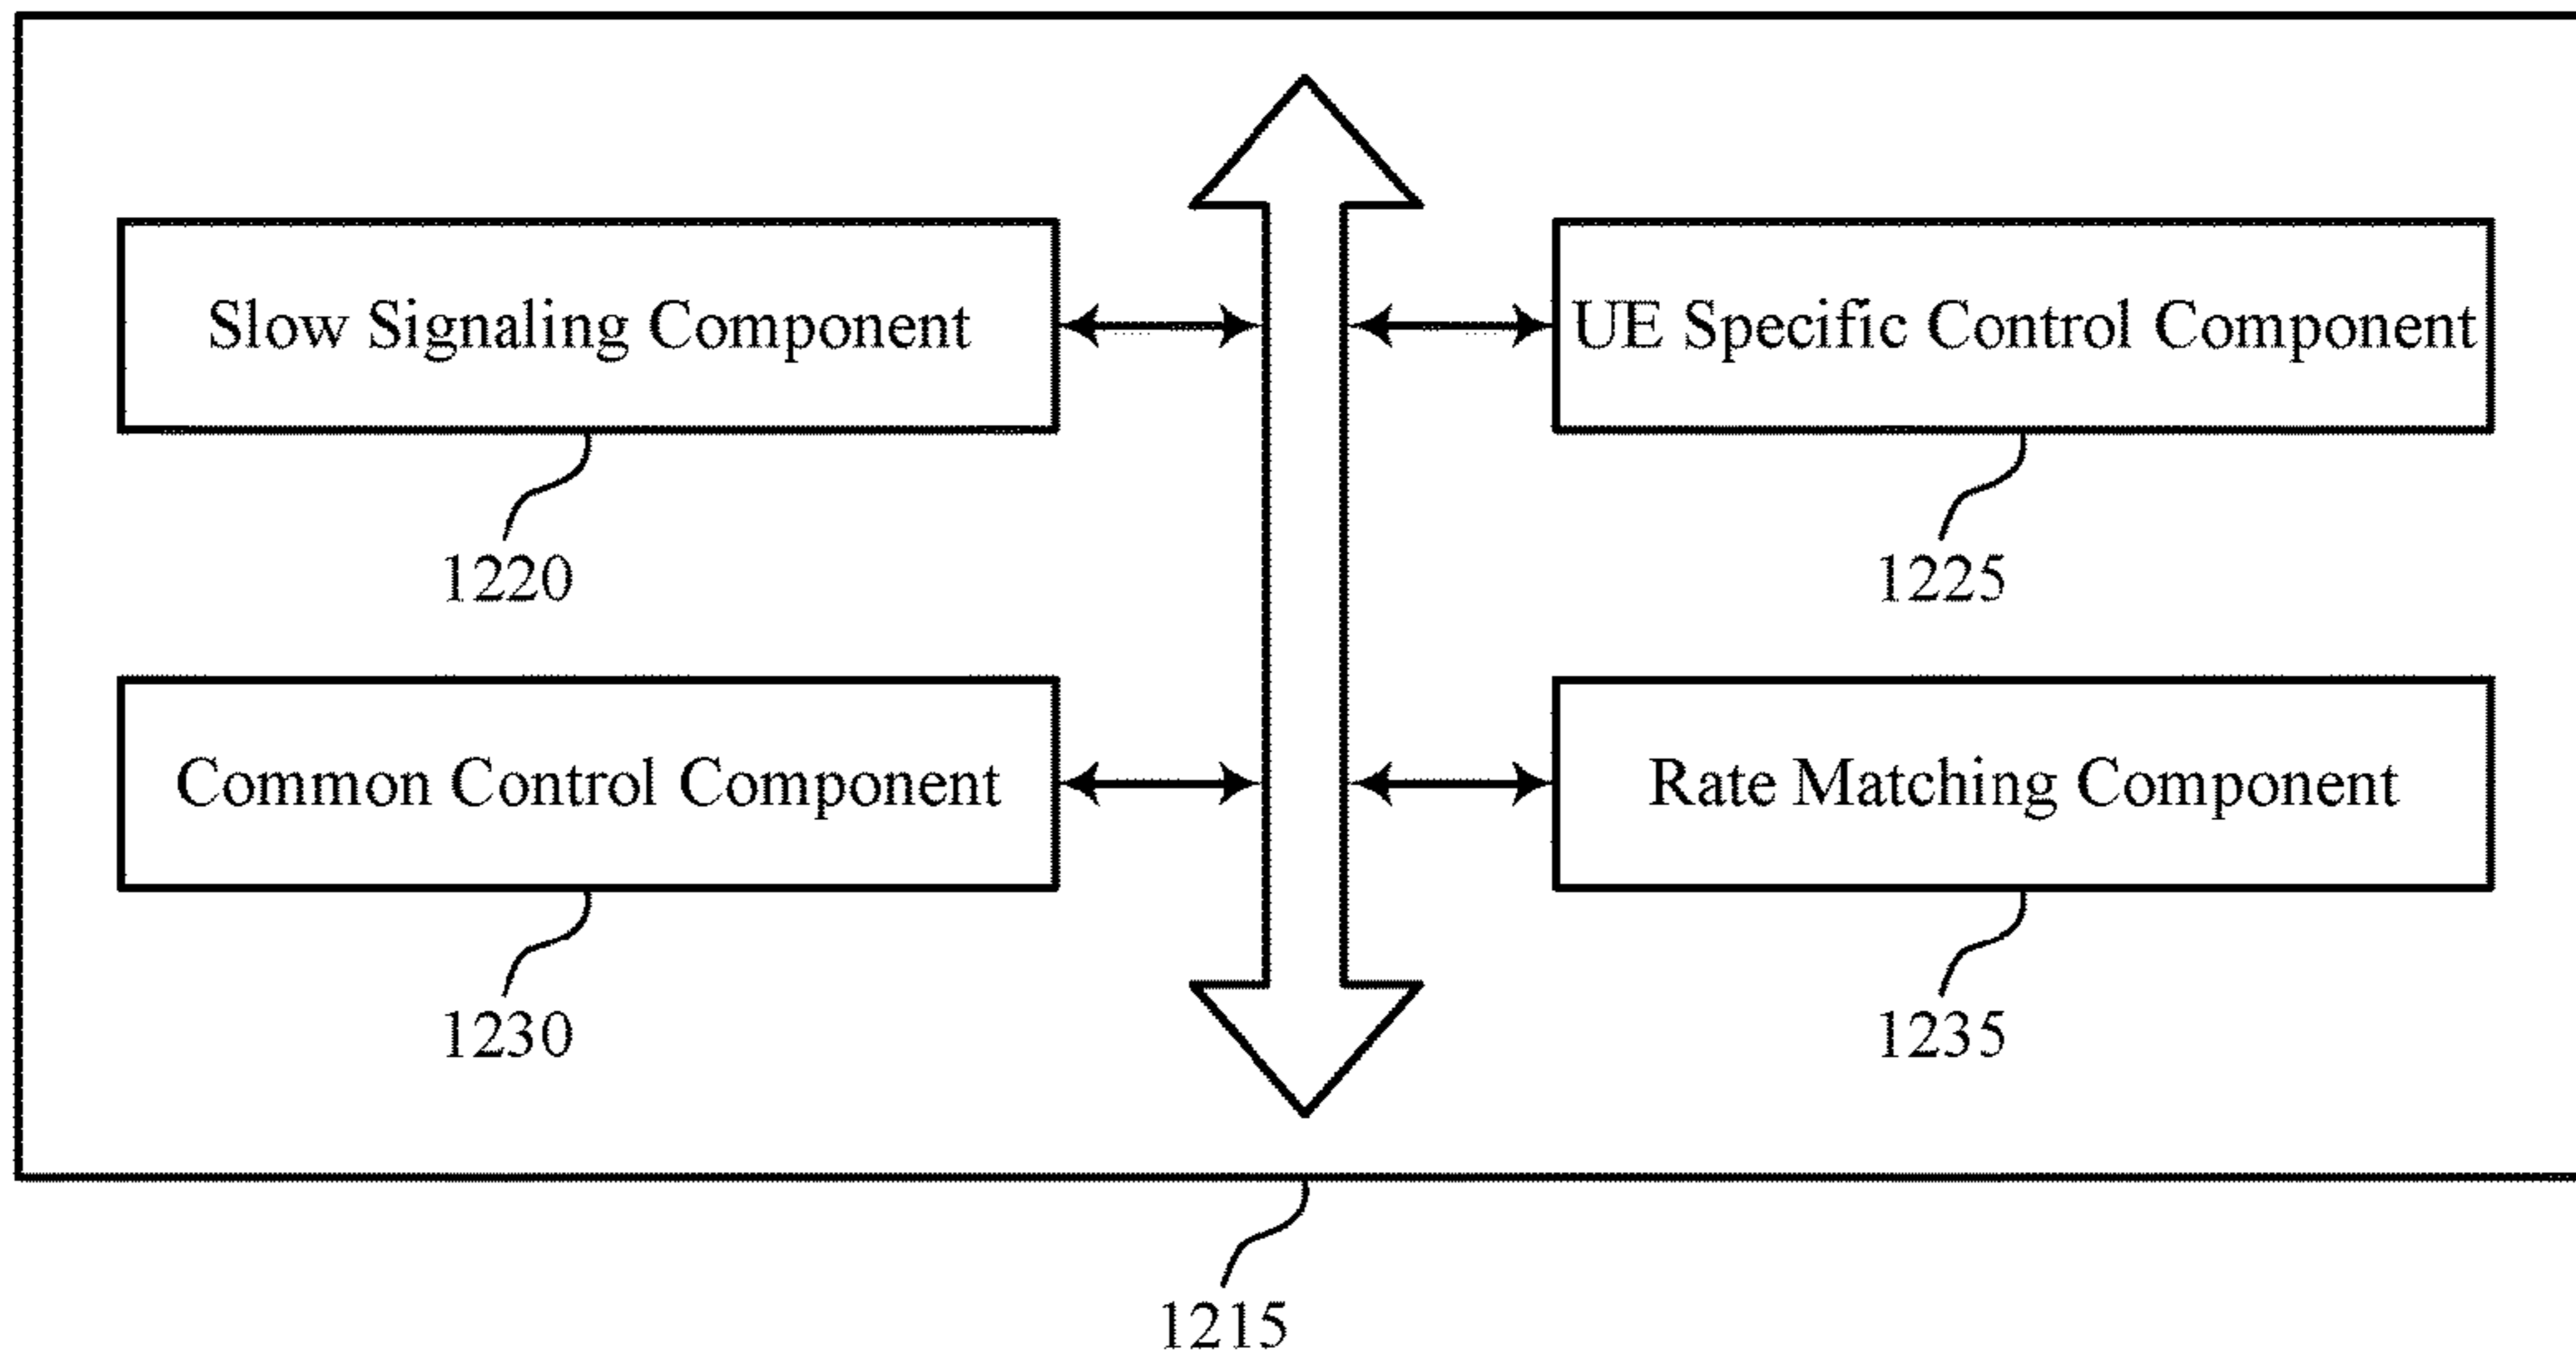 Slow Signaling Component
UE Specific Control Component
1220
1225
Common Control Component
Rate Matching Component
1230
1235
1215